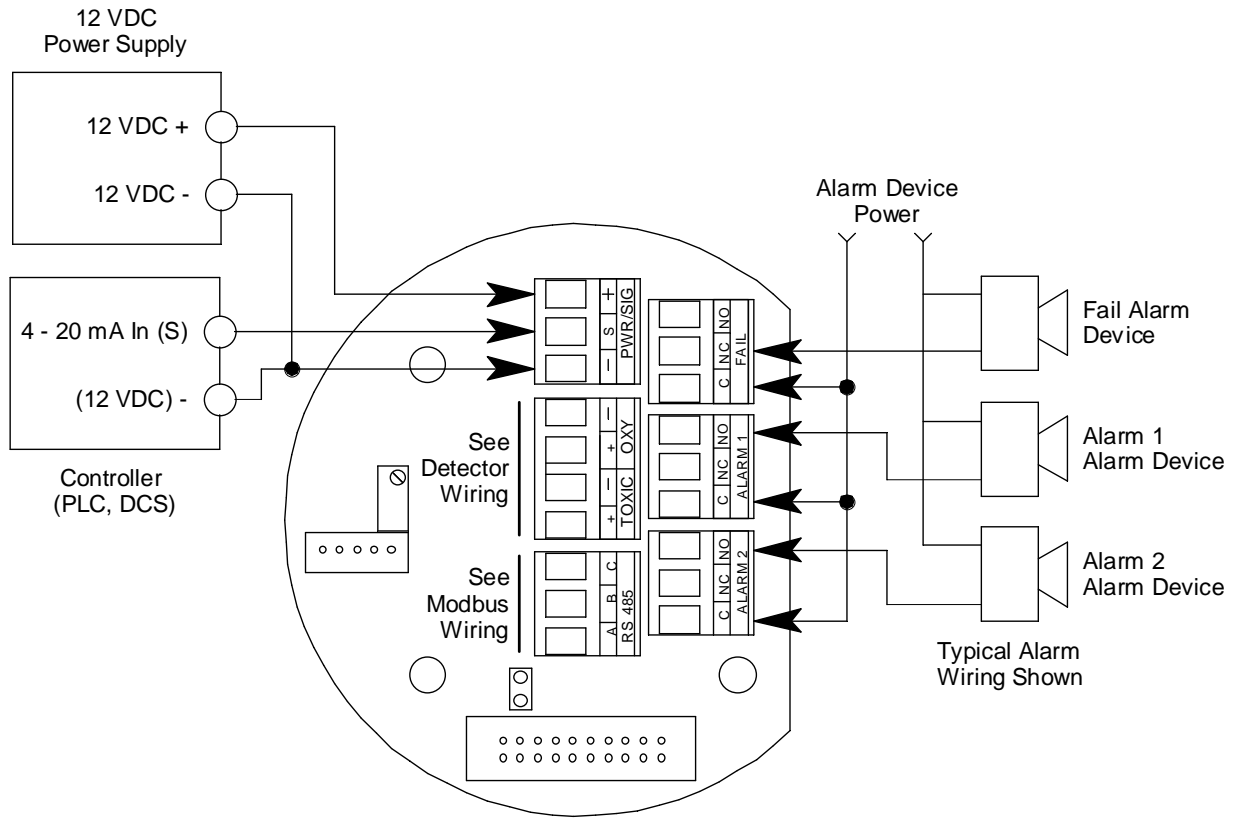 12 VDC
Power Supply
12 VDC +
12 VDC -
4 - 20 mA In (S)
(12 VDC) -
Controller
(PLC, DCS)
+
S
−
PWR/SIG
NO
NC
C
FAIL
See
Detector
Wiring
−
+
−
+
OXY
TOXIC
NO
NC
C
ALARM 1
See
Modbus
Wiring
C
B
A
RS 485
NO
NC
C
ALARM 2
Alarm Device
Power
Fail Alarm
Device
Alarm 1
Alarm Device
Alarm 2
Alarm Device
Typical Alarm
Wiring Shown